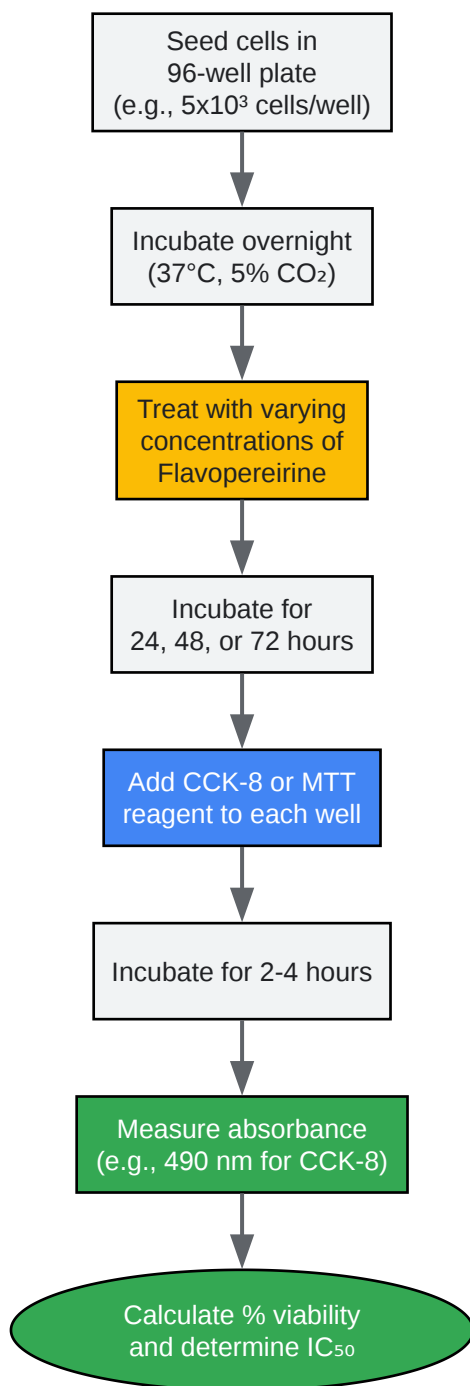 Seed cells in
96-well plate
(e.g., 5x10³ cells/well)
Incubate overnight
(37°C, 5% CO₂)
Treat with varying
concentrations of
Flavopereirine
Incubate for
24, 48, or 72 hours
Add CCK-8 or MTT
reagent to each well
Incubate for 2-4 hours
Measure absorbance
(e.g., 490 nm for CCK-8)
Calculate % viability
and determine IC₅₀